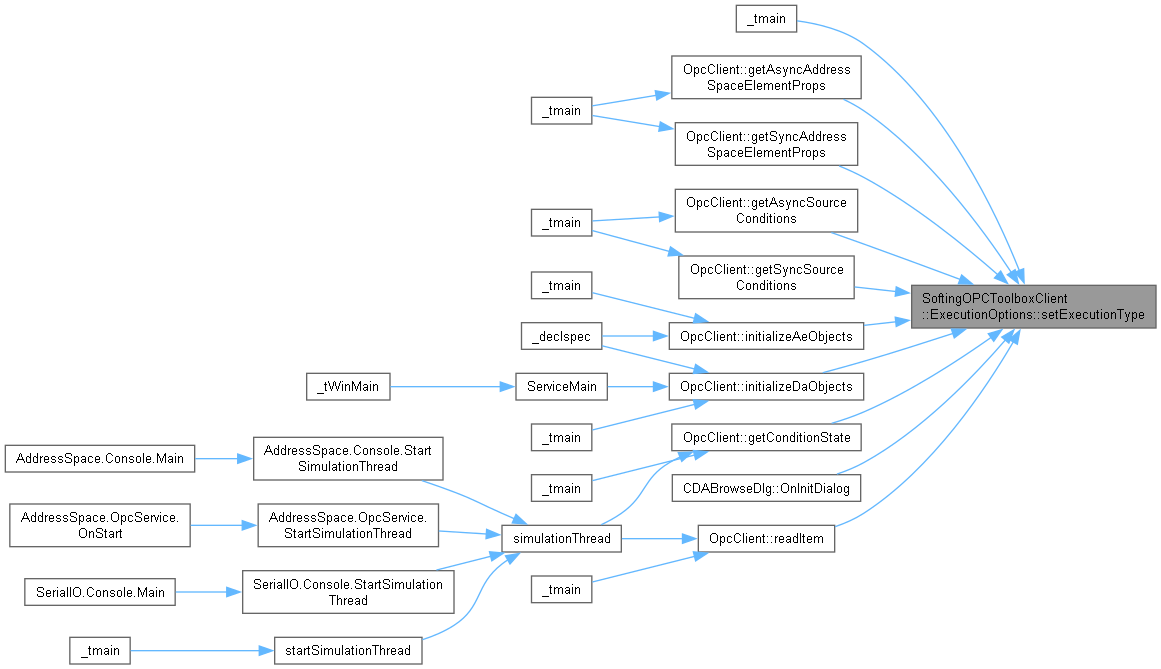 _tmain
OpcClient::getAsyncAddress
SpaceElementProps
_tmain
OpcClient::getSyncAddress
SpaceElementProps
OpcClient::getAsyncSource
Conditions
_tmain
OpcClient::getSyncSource
Conditions
_tmain
SoftingOPCToolboxClient
::ExecutionOptions::setExecutionType
_declspec
OpcClient::initializeAeObjects
_tWinMain
ServiceMain
OpcClient::initializeDaObjects
_tmain
OpcClient::getConditionState
AddressSpace.Console.Main
AddressSpace.Console.Start
SimulationThread
_tmain
CDABrowseDlg::OnInitDialog
AddressSpace.OpcService.
OnStart
AddressSpace.OpcService.
StartSimulationThread
simulationThread
OpcClient::readItem
SerialIO.Console.Main
SerialIO.Console.StartSimulation
Thread
_tmain
_tmain
startSimulationThread